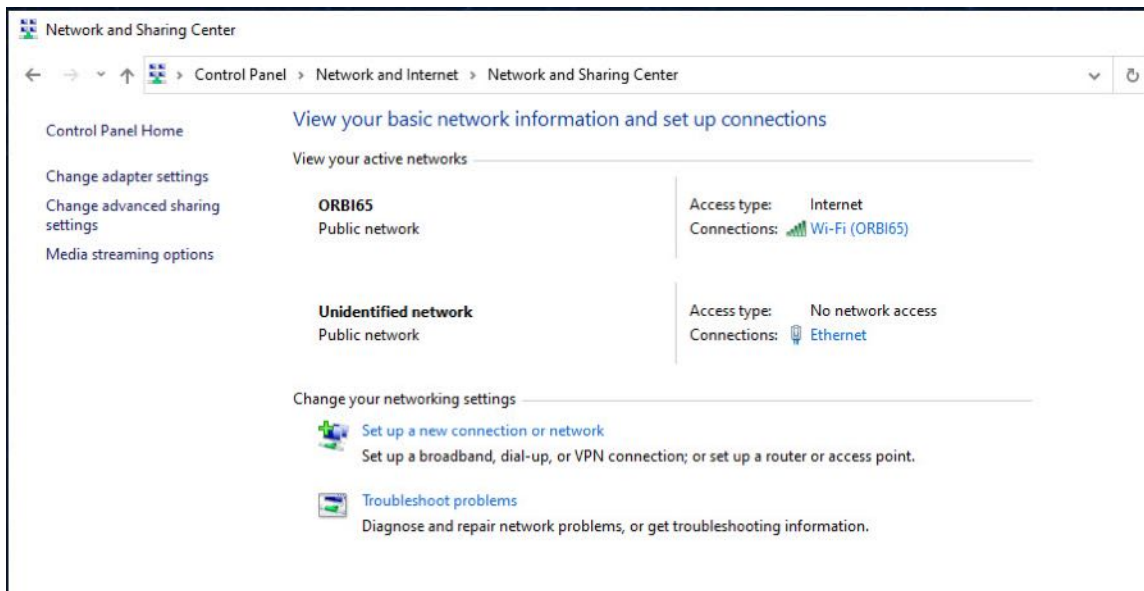 Network and Sharing Center
Control Panel > Network and Internet > Network and Sharing Center
Control Panel Home
Change adapter settings
Change advanced sharing
settings
Media streaming options
View your basic network information and set up connections
View your active networks
ORBI65
Public network
Access type: Internet
Connections: Wi-Fi (ORBI65)
Unidentified network
Public network
Access type: No network access
Connections: Ethernet
Change your networking settings
Set up a new connection or network
Set up a broadband, dial-up, or VPN connection; or set up a router or access point.
Troubleshoot problems
Diagnose and repair network problems, or get troubleshooting information.